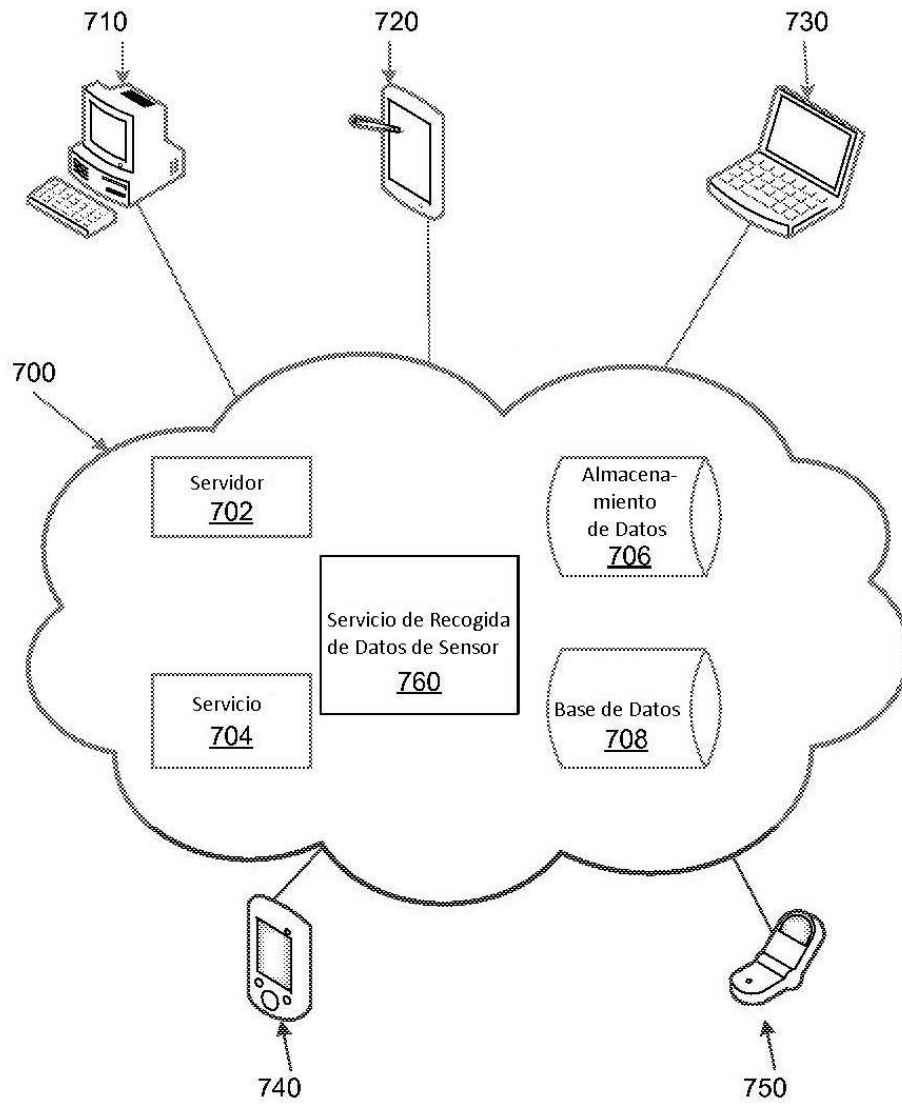 710
720
730
700
Servidor
702
Almacena-
miento
de Datos
706
Servicio de Recogida
de Datos de Sensor
760
Servicio
704
Base de Datos
708
740
750